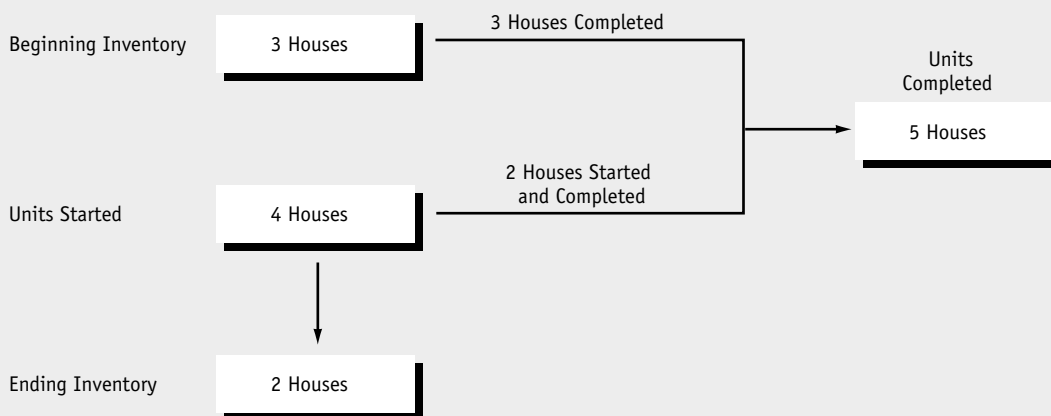 Beginning Inventory
3 Houses
3 Houses Completed
Units
Completed
5 Houses
2 Houses Started
and Completed
Units Started
4 Houses
Ending Inventory
2 Houses